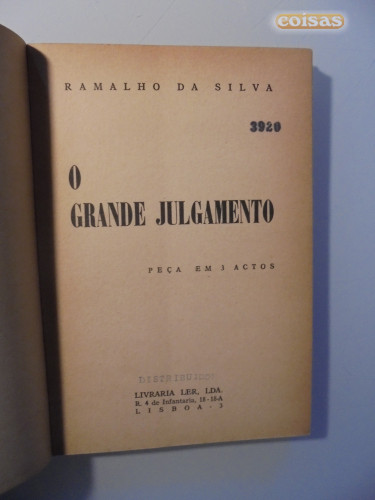 coisas
RAMALHO DA SILVA
3920
O
GRANDE JULGAMENTO
PEÇA EM 3 ACTOS
LIVRARIA LER, LDA.
R. 4 de Infantaria, 18-18-A
LISBOA-3